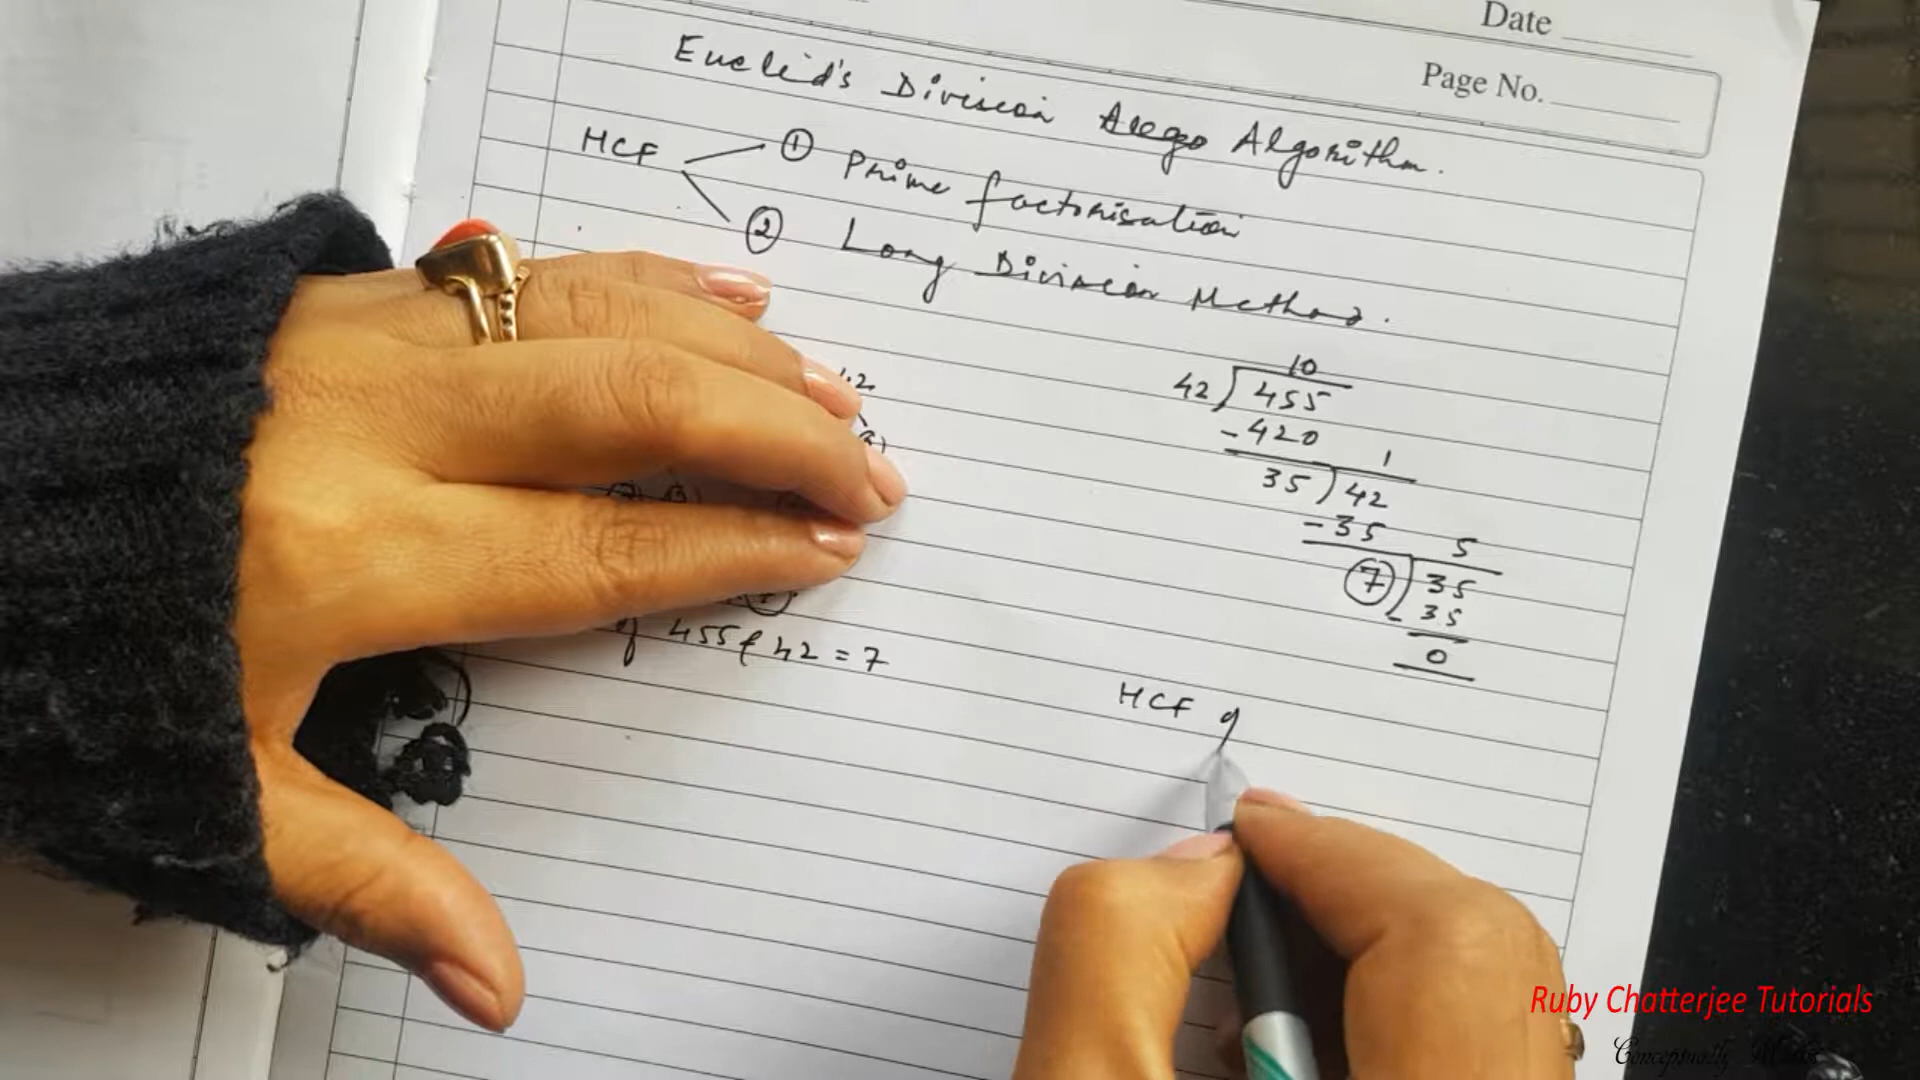 Date
Page No.
Euclid's Division Alego Algorithm.
HCF
① Prime factorisation
② Long Division Method.
10
42 ) 455
- 420
1
35 ) 42
- 35
5
7 ) 35
- 35
0
455 & 42 = 7
HCF of
Ruby Chatterjee Tutorials